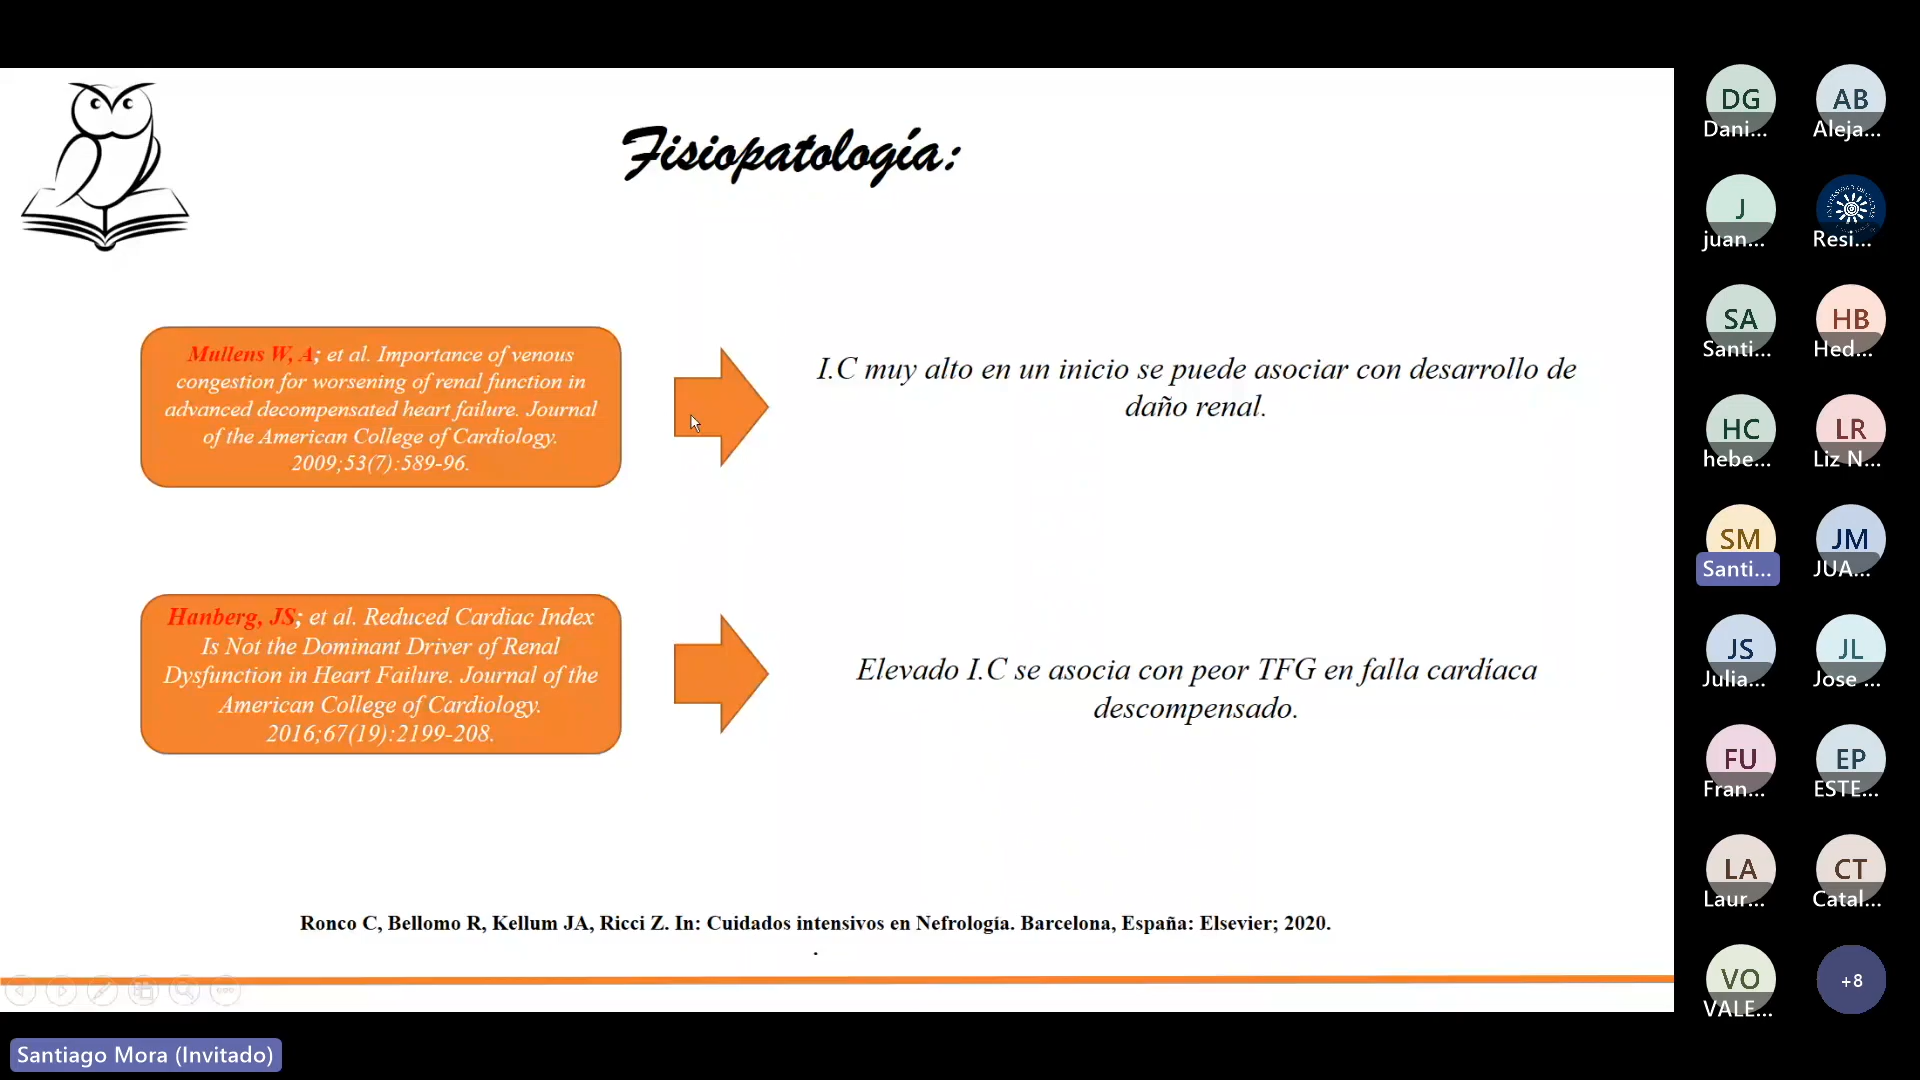 Fisiopatología:
Mullens W, A; et al. Importance of venous
congestion for worsening of renal function in
advanced decompensated heart failure. Journal
of the American College of Cardiology.
2009;53(7):589-96.
I.C muy alto en un inicio se puede asociar con desarrollo de
daño renal.
Hanberg, JS; et al. Reduced Cardiac Index
Is Not the Dominant Driver of Renal
Dysfunction in Heart Failure. Journal of the
American College of Cardiology.
2016;67(19):2199-208.
Elevado I.C se asocia con peor TFG en falla cardíaca
descompensado.
Ronco C, Bellomo R, Kellum JA, Ricci Z. In: Cuidados intensivos en Nefrología. Barcelona, España: Elsevier; 2020.
.
DG
Dani...
AB
Aleja...
J
juan...
Resi...
SA
Santi...
HB
Hed...
HC
hebe...
LR
Liz N...
SM
Santi...
JM
JUA...
JS
Julia...
JL
Jose ...
FU
Fran...
EP
ESTE...
LA
Laur...
CT
Catal...
VO
VALE...
+8
Santiago Mora (Invitado)